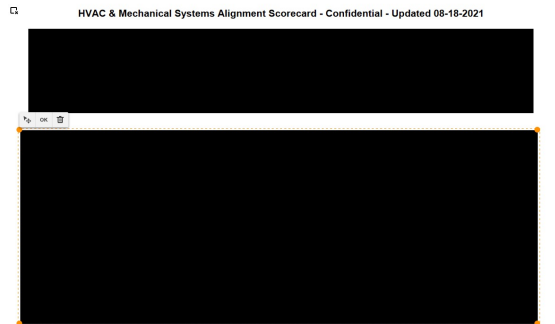 HVAC & Mechanical Systems Alignment Scorecard - Confidential - Updated 08-18-2021
OK